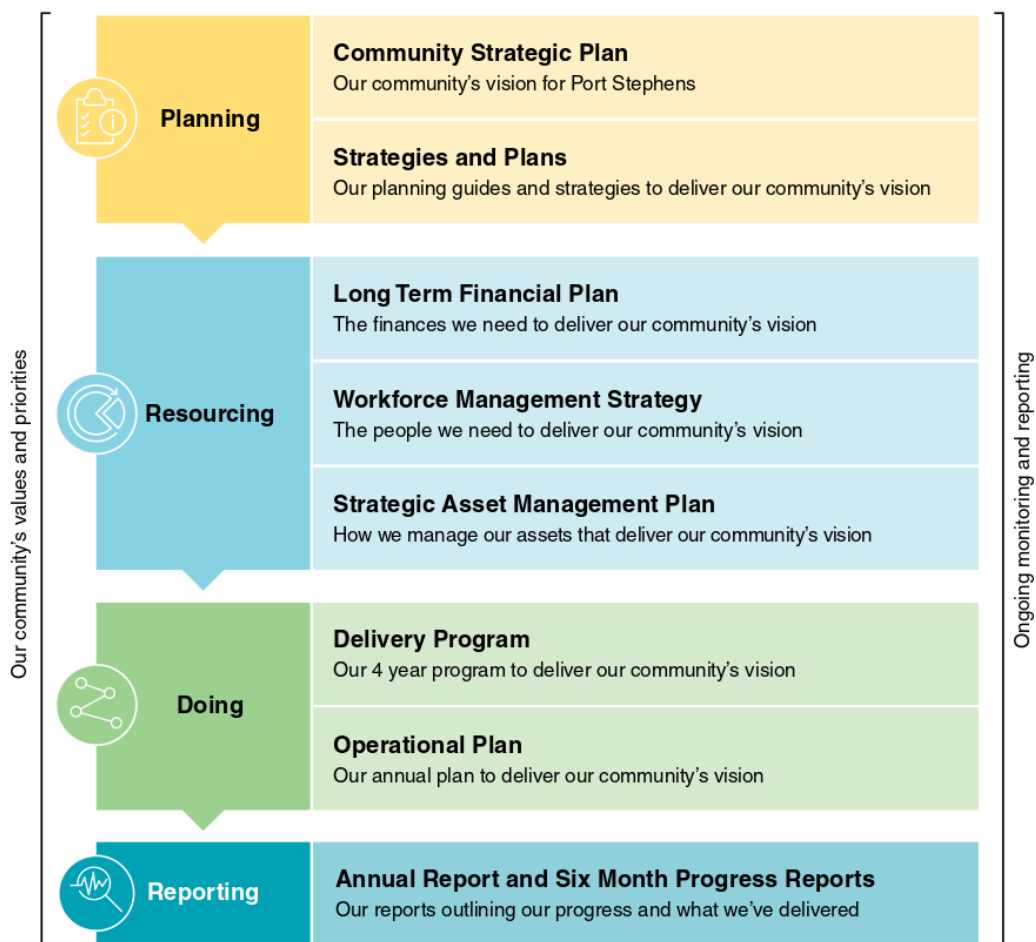 Our community's values and priorities
Planning
Community Strategic Plan
Our community's vision for Port Stephens
Strategies and Plans
Our planning guides and strategies to deliver our community's vision
Resourcing
Long Term Financial Plan
The finances we need to deliver our community's vision
Workforce Management Strategy
The people we need to deliver our community's vision
Strategic Asset Management Plan
How we manage our assets that deliver our community's vision
Doing
Delivery Program
Our 4 year program to deliver our community's vision
Operational Plan
Our annual plan to deliver our community's vision
Reporting
Annual Report and Six Month Progress Reports
Our reports outlining our progress and what we've delivered
Ongoing monitoring and reporting